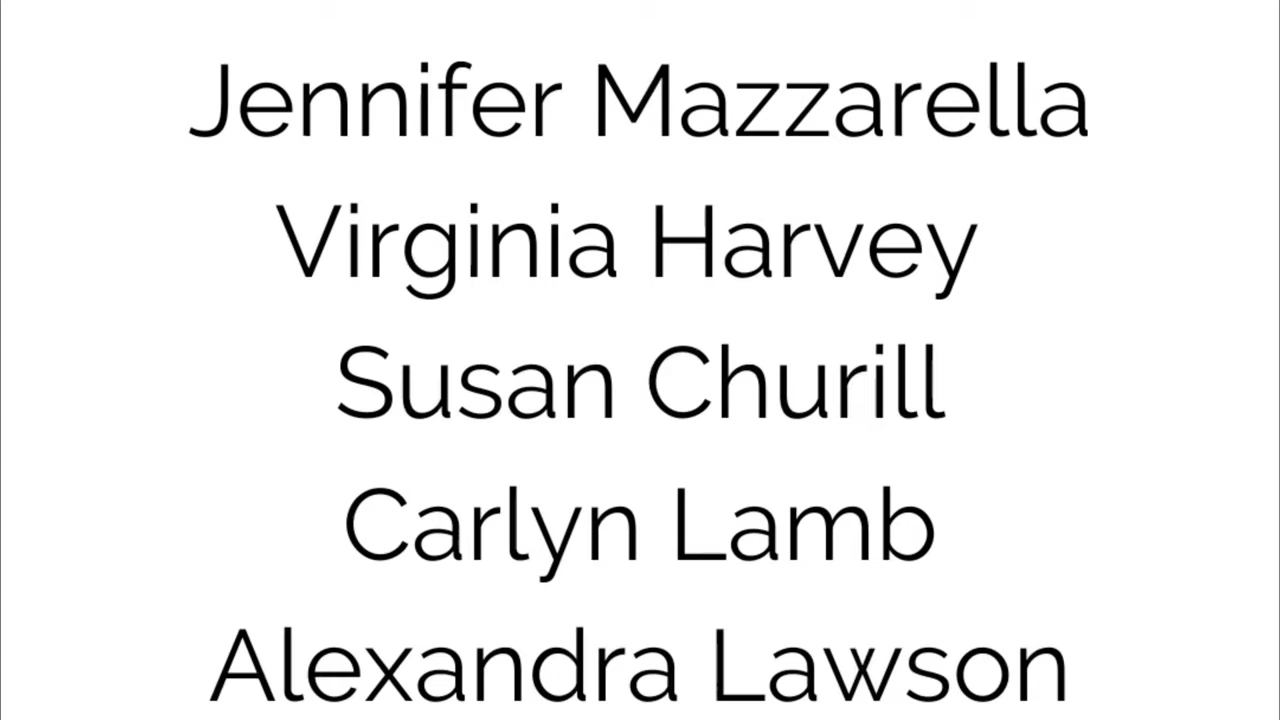 Jennifer Mazzarella
Virginia Harvey
Susan Churill
Carlyn Lamb
Alexandra Lawson